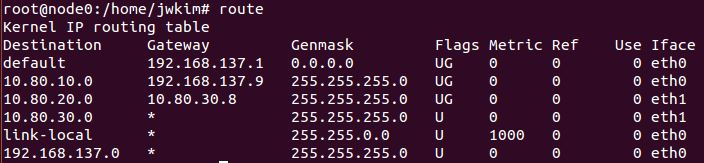 root@node0:/home/jwkim# route
Kernel IP routing table
Destination     Gateway         Genmask         Flags Metric Ref    Use Iface
default         192.168.137.1   0.0.0.0         UG    0      0        0 eth0
10.80.10.0      192.168.137.9   255.255.255.0   UG    0      0        0 eth0
10.80.20.0      10.80.30.8      255.255.255.0   UG    0      0        0 eth1
10.80.30.0      *               255.255.255.0   U     0      0        0 eth1
link-local      *               255.255.0.0     U     1000   0        0 eth0
192.168.137.0   *               255.255.255.0   U     0      0        0 eth0